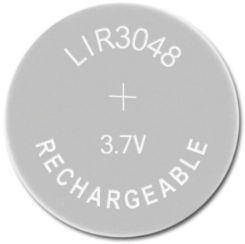 LIR3048
+
3.7V
RECHARGEABLE